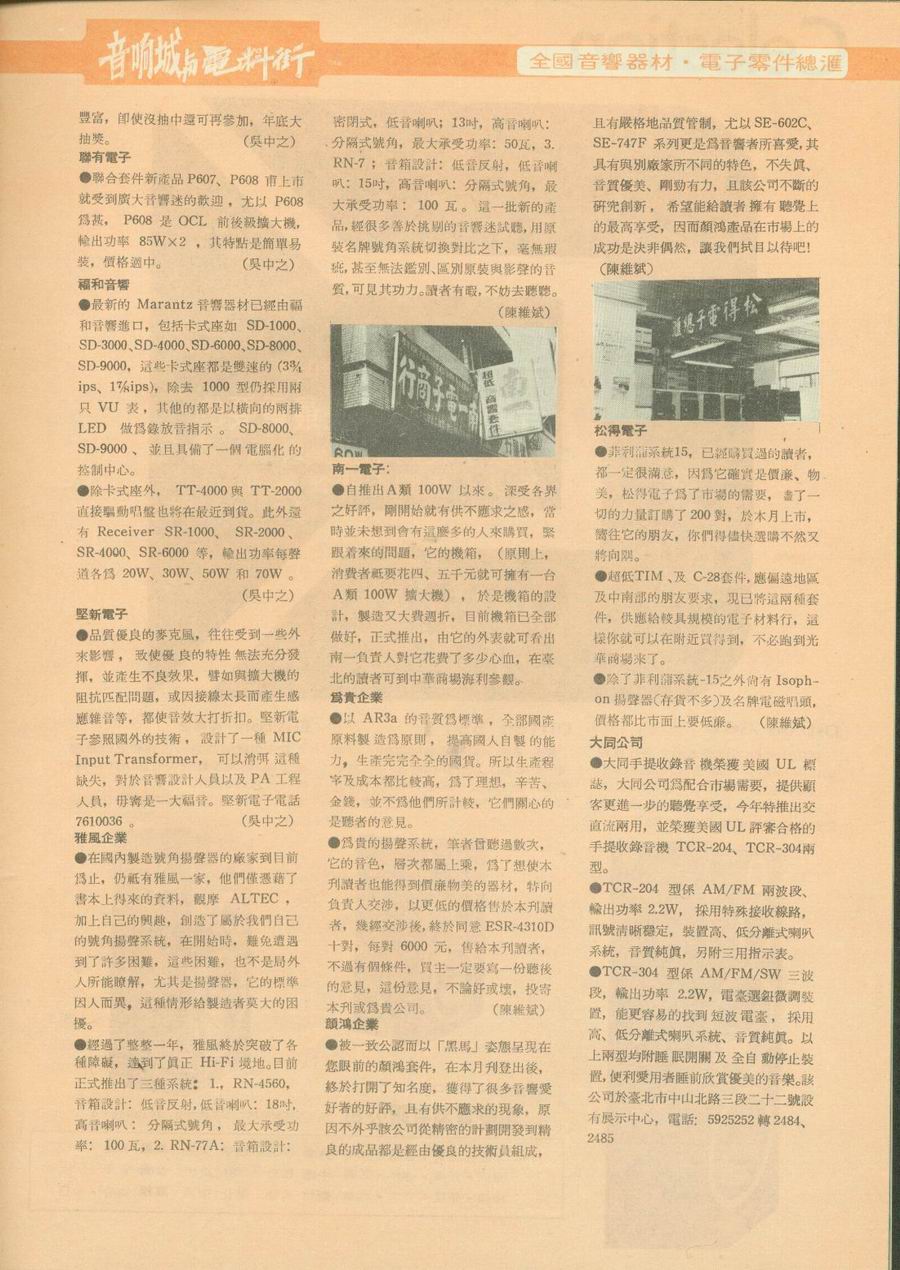 音响城与電料街
全國音響器材・電子零件總滙
豐富，卽使沒抽中還可再參加，年底大
抽獎。 （吳中之）
聯有電子
●聯合套件新產品 P607、P608 甫上市
就受到廣大音響迷的歡迎，尤以 P608
爲甚， P608 是 OCL 前後級擴大機，
輸出功率 85W×2 ，其特點是簡單易
裝，價格適中。 （吳中之）
福和音響
●最新的 Marantz 音響器材已經由福
和音響進口，包括卡式座如 SD-1000、
SD-3000、SD-4000、SD-6000、SD-8000、
SD-9000，這些卡式座都是雙速的 (3¾
ips、1⅞ips)，除去 1000 型仍採用兩
只 VU 表，其他的都是以橫向的兩排
LED 做爲錄放音指示 。 SD-8000、
SD-9000 、 並且具備了一個電腦化的
控制中心。
●除卡式座外， TT-4000 與 TT-2000
直接驅動唱盤也將在最近到貨。此外還
有 Receiver SR-1000、 SR-2000、
SR-4000、SR-6000 等，輸出功率每聲
道各爲 20W、30W、50W 和 70W 。
（吳中之）
堅新電子
●品質優良的麥克風，往往受到一些外
來影響，致使優良的特性無法充分發
揮，並產生不良效果，譬如與擴大機的
阻抗匹配問題，或因接線太長而產生感
應雜音等，都使音效大打折扣。堅新電
子參照國外的技術，設計了一種 MIC
Input Transformer， 可以消弭這種
缺失，對於音響設計人員以及 PA 工程
人員，毋寧是一大福音。堅新電子電話
7610036 。 （吳中之）
雅風企業
●在國內製造號角揚聲器的廠家到目前
爲止，仍祗有雅風一家，他們僅憑藉了
書本上得來的資料，觀摩 ALTEC ，
加上自己的興趣，創造了屬於我們自己
的號角揚聲系統，在開始時，難免遭遇
到了許多困難，這些困難，也不是局外
人所能瞭解，尤其是揚聲器，它的標準
因人而異，這種情形給製造者莫大的困
擾。
●經過了整整一年，雅風終於突破了各
種障礙，達到了眞正 Hi-Fi 境地。目前
正式推出了三種系統： 1.， RN-4560，
音箱設計：低音反射，低音喇叭：18吋，
高音喇叭： 分隔式號角 ， 最大承受功
率： 100 瓦，2. RN-77A：音箱設計：
密閉式，低音喇叭；13吋，高音喇叭：
分隔式號角，最大承受功率：50瓦，3.
RN-7 ； 音箱設計：低音反射，低音喇
叭：15吋，高音喇叭：分隔式號角，最
大承受功率： 100 瓦 。 這一批新的產
品，經很多善於挑剔的音響迷試聽，用原
裝名牌號角系統切換對比之下，毫無瑕
疵，甚至無法鑑別、區別原裝與影聲的音
質，可見其功力。讀者有暇，不妨去聽聽。
（陳維斌）
行商子電一南
超低
音響套件
南一
60W
南一電子：
●自推出A類 100W 以來。深受各界
之好評，剛開始就有供不應求之感，當
時並未想到會有這麼多的人來購買，緊
跟着來的問題，它的機箱，（原則上，
消費者祗要花四、五千元就可擁有一台
A類 100W 擴大機），於是機箱的設
計，製造又大費週折，目前機箱已全部
做好，正式推出，由它的外表就可看出
南一負責人對它花費了多少心血，在臺
北的讀者可到中華商場海利參觀。
爲貴企業
●以 AR3a 的音質爲標準，全部國產
原料製造爲原則，提高國人自製的能
力，生產完完全全的國貨。所以生產程
序及成本都比較高，爲了理想，辛苦、
金錢，並不爲他們所計較，它們關心的
是聽者的意見。
●爲貴的揚聲系統，筆者曾聽過數次，
它的音色，層次都屬上乘，爲了想使本
刊讀者也能得到價廉物美的器材，特向
負責人交涉，以更低的價格售於本刊讀
者，幾經交涉後，終於同意 ESR-4310D
十對，每對 6000 元，售給本刊讀者，
不過有個條件，買主一定要寫一份聽後
的意見，這份意見，不論好或壞，投寄
本刊或爲貴公司。 （陳維斌）
顏鴻企業
●被一致公認而以「黑馬」姿態呈現在
您眼前的顏鴻套件，在本月刊登出後，
終於打開了知名度，獲得了很多音響愛
好者的好評，且有供不應求的現象，原
因不外乎該公司從精密的計劃開發到精
良的成品都是經由優良的技術員組成，
且有嚴格地品質管制，尤以 SE-602C、
SE-747F 系列更是爲音響者所喜愛，其
具有與別廠家所不同的特色，不失眞、
音質優美、剛勁有力，且該公司不斷的
研究創新，希望能給讀者擁有聽覺上
的最高享受，因而顏鴻產品在市場上的
成功是決非偶然，讓我們拭目以待吧！
（陳維斌）
滙總子電得松
松得電子
●菲利浦系統15，已經購買過的讀者，
都一定很滿意，因爲它確實是價廉、物
美，松得電子爲了市場的需要，盡了一
切的力量訂購了 200 對，於本月上市，
嚮往它的朋友，你們得儘快選購不然又
將向隅。
●超低TIM 、及 C-28套件，應偏遠地區
及中南部的朋友要求，現已將這兩種套
件，供應給較具規模的電子材料行，這
樣你就可以在附近買得到，不必跑到光
華商場來了。
●除了菲利浦系統-15之外尚有 Isoph-
on 揚聲器（存貨不多）及名牌電磁唱頭，
價格都比市面上要低廉。 （陳維斌）
大同公司
●大同手提收錄音機榮獲美國 UL 標
誌，大同公司爲配合市場需要，提供顧
客更進一步的聽覺享受，今年特推出交
直流兩用，並榮獲美國 UL 評審合格的
手提收錄音機 TCR-204、TCR-304兩
型。
●TCR-204 型係 AM/FM 兩波段、
輸出功率 2.2W， 採用特殊接收線路，
訊號清晰穩定，裝置高、低分離式喇叭
系統，音質純眞，另附三用指示表。
●TCR-304 型係 AM/FM/SW 三波
段，輸出功率 2.2W，電臺選鈕微調裝
置，能更容易的找到短波電臺，採用
高、低分離式喇叭系統、音質純眞。以
上兩型均附睡眠開關及全自動停止裝
置，便利愛用者睡前欣賞優美的音樂。該
公司於臺北市中山北路三段二十二號設
有展示中心，電話： 5925252 轉 2484、
2485